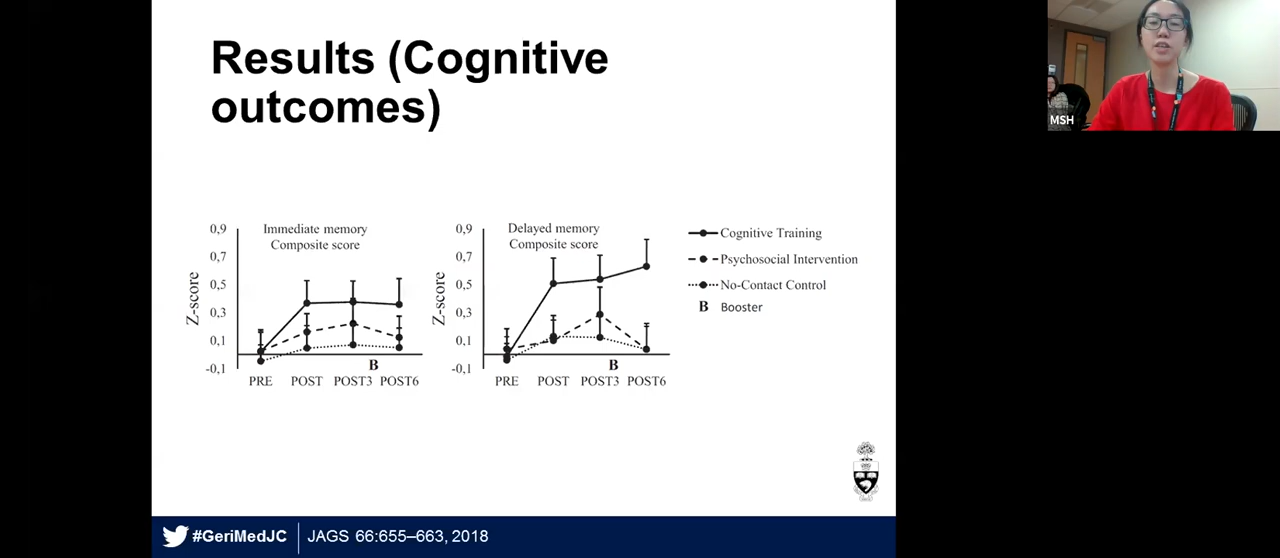 Results (Cognitive
outcomes)
MSH
Immediate memory
Composite score
0,9
0,7
0,5
0,3
0,1
-0,1
Z-score
B
PRE POST POST3 POST6
Delayed memory
Composite score
0,9
0,7
0,5
0,3
0,1
-0,1
Z-score
B
PRE POST POST3 POST6
Cognitive Training
Psychosocial Intervention
No-Contact Control
B Booster
#GeriMedJC
JAGS 66:655–663, 2018